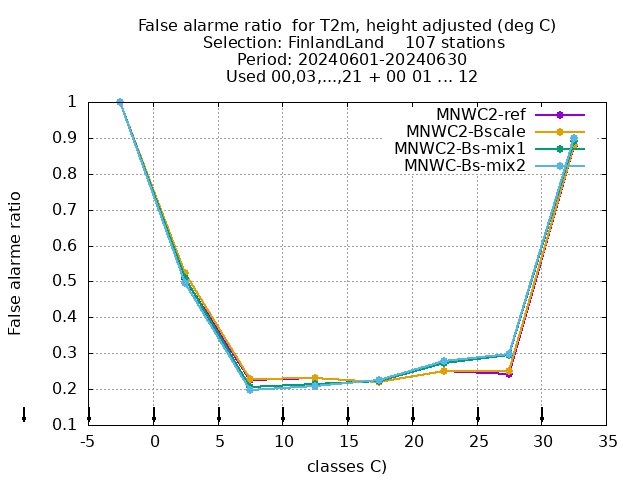 False alarme ratio  for T2m, height adjusted (deg C)
Selection: FinlandLand    107 stations
Period: 20240601-20240630
Used 00,03,...,21 + 00 01 ... 12
MNWC2-ref
MNWC2-Bscale
MNWC2-Bs-mix1
MNWC-Bs-mix2
False alarme ratio
1
0.9
0.8
0.7
0.6
0.5
0.4
0.3
0.2
0.1
-5 0 5 10 15 20 25 30 35
classes C)